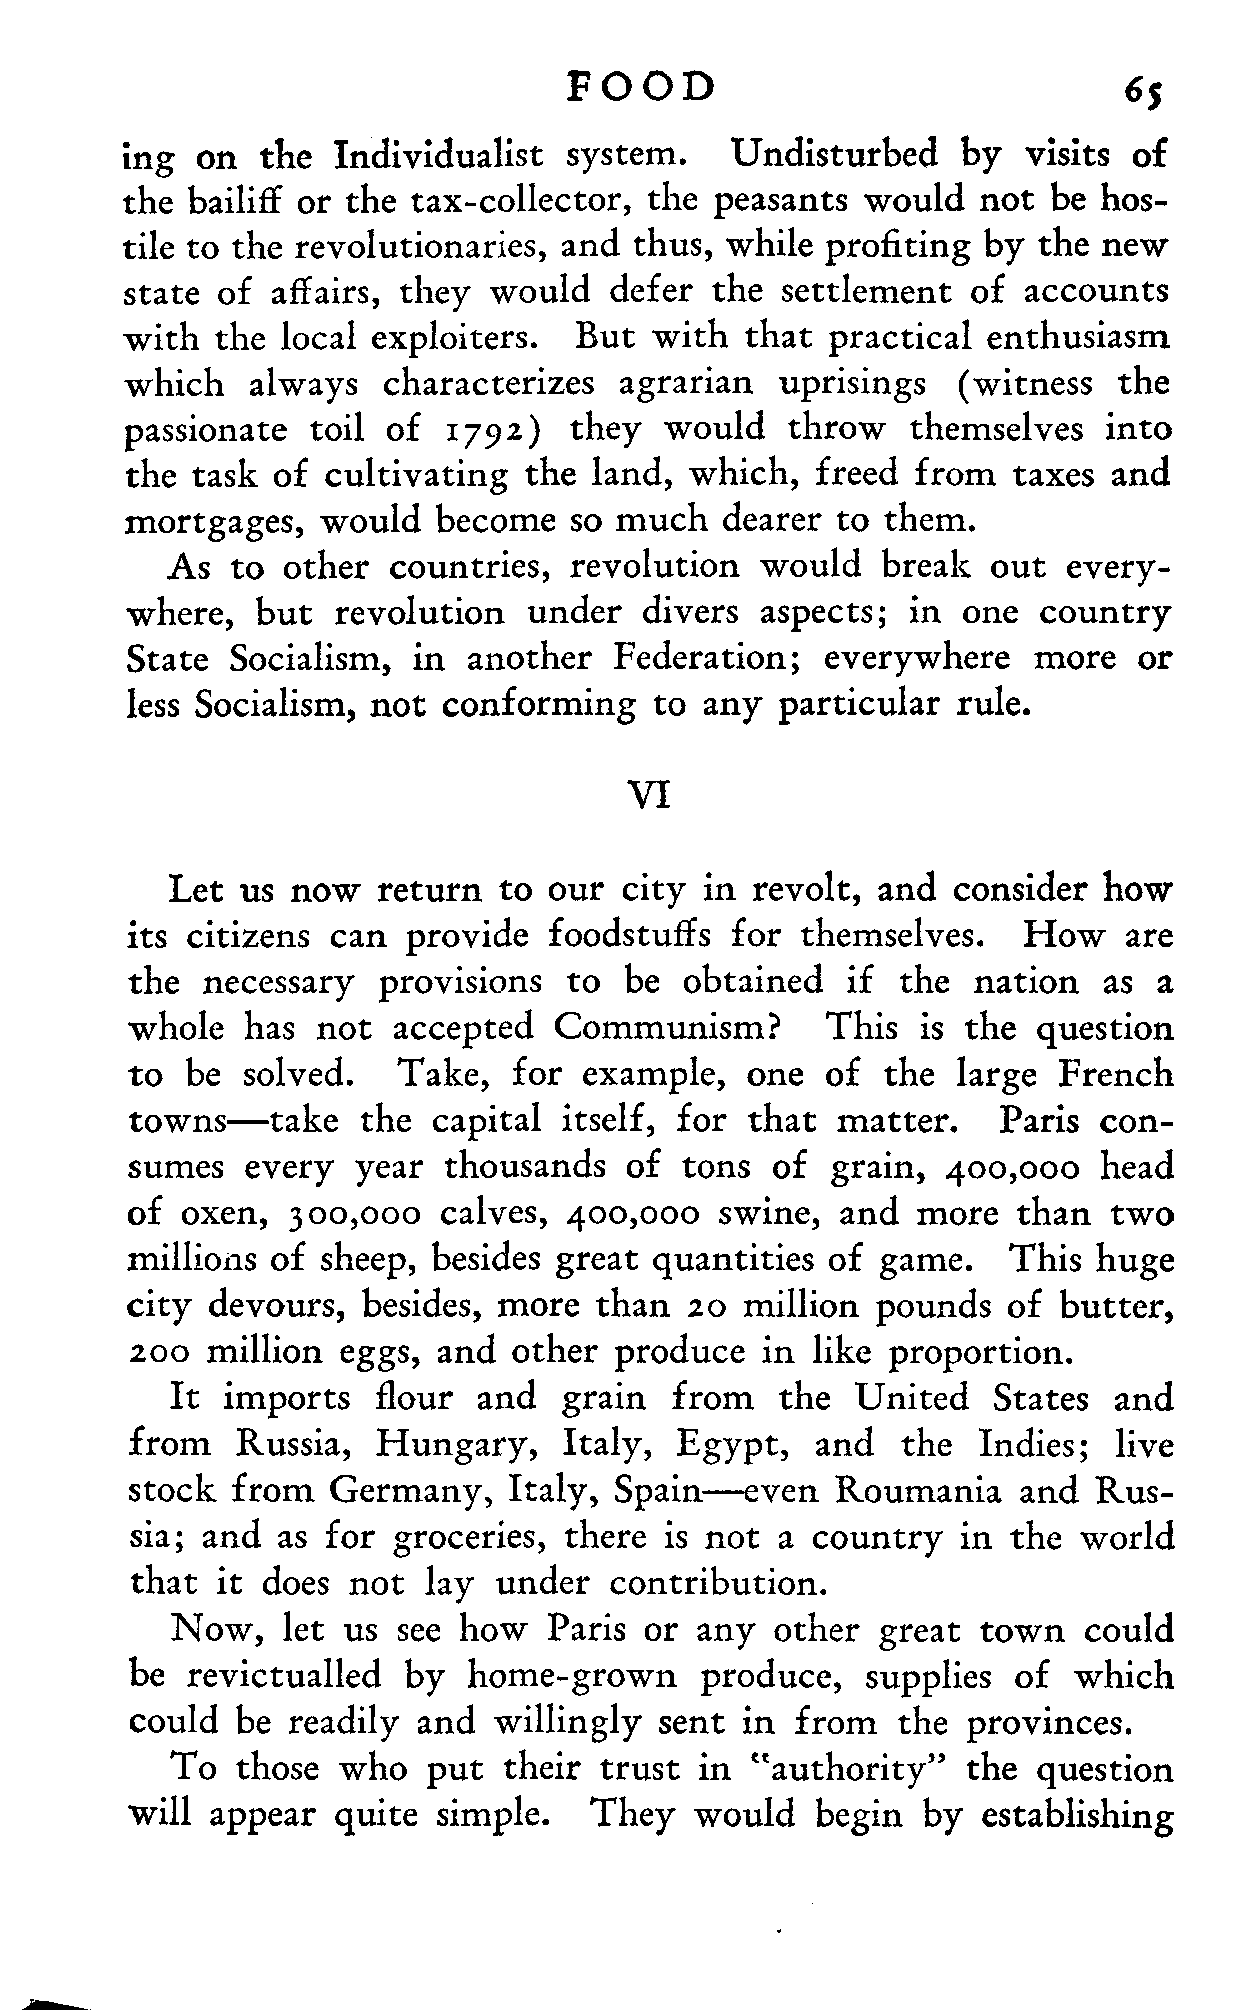 FOOD 65
ing on the Individualist system. Undisturbed by visits of
the bailiff or the tax-collector, the peasants would not be hos-
tile to the revolutionaries, and thus, while profiting by the new
state of affairs, they would defer the settlement of accounts
with the local exploiters. But with that practical enthusiasm
which always characterizes agrarian uprisings (witness the
passionate toil of 1792) they would throw themselves into
the task of cultivating the land, which, freed from taxes and
mortgages, would become so much dearer to them.
As to other countries, revolution would break out every-
where, but revolution under divers aspects; in one country
State Socialism, in another Federation; everywhere more or
less Socialism, not conforming to any particular rule.
VI
Let us now return to our city in revolt, and consider how
its citizens can provide foodstuffs for themselves. How are
the necessary provisions to be obtained if the nation as a
whole has not accepted Communism? This is the question
to be solved. Take, for example, one of the large French
towns—take the capital itself, for that matter. Paris con-
sumes every year thousands of tons of grain, 400,000 head
of oxen, 300,000 calves, 400,000 swine, and more than two
millions of sheep, besides great quantities of game. This huge
city devours, besides, more than 20 million pounds of butter,
200 million eggs, and other produce in like proportion.
It imports flour and grain from the United States and
from Russia, Hungary, Italy, Egypt, and the Indies; live
stock from Germany, Italy, Spain—even Roumania and Rus-
sia; and as for groceries, there is not a country in the world
that it does not lay under contribution.
Now, let us see how Paris or any other great town could
be revictualled by home-grown produce, supplies of which
could be readily and willingly sent in from the provinces.
To those who put their trust in "authority" the question
will appear quite simple. They would begin by establishing